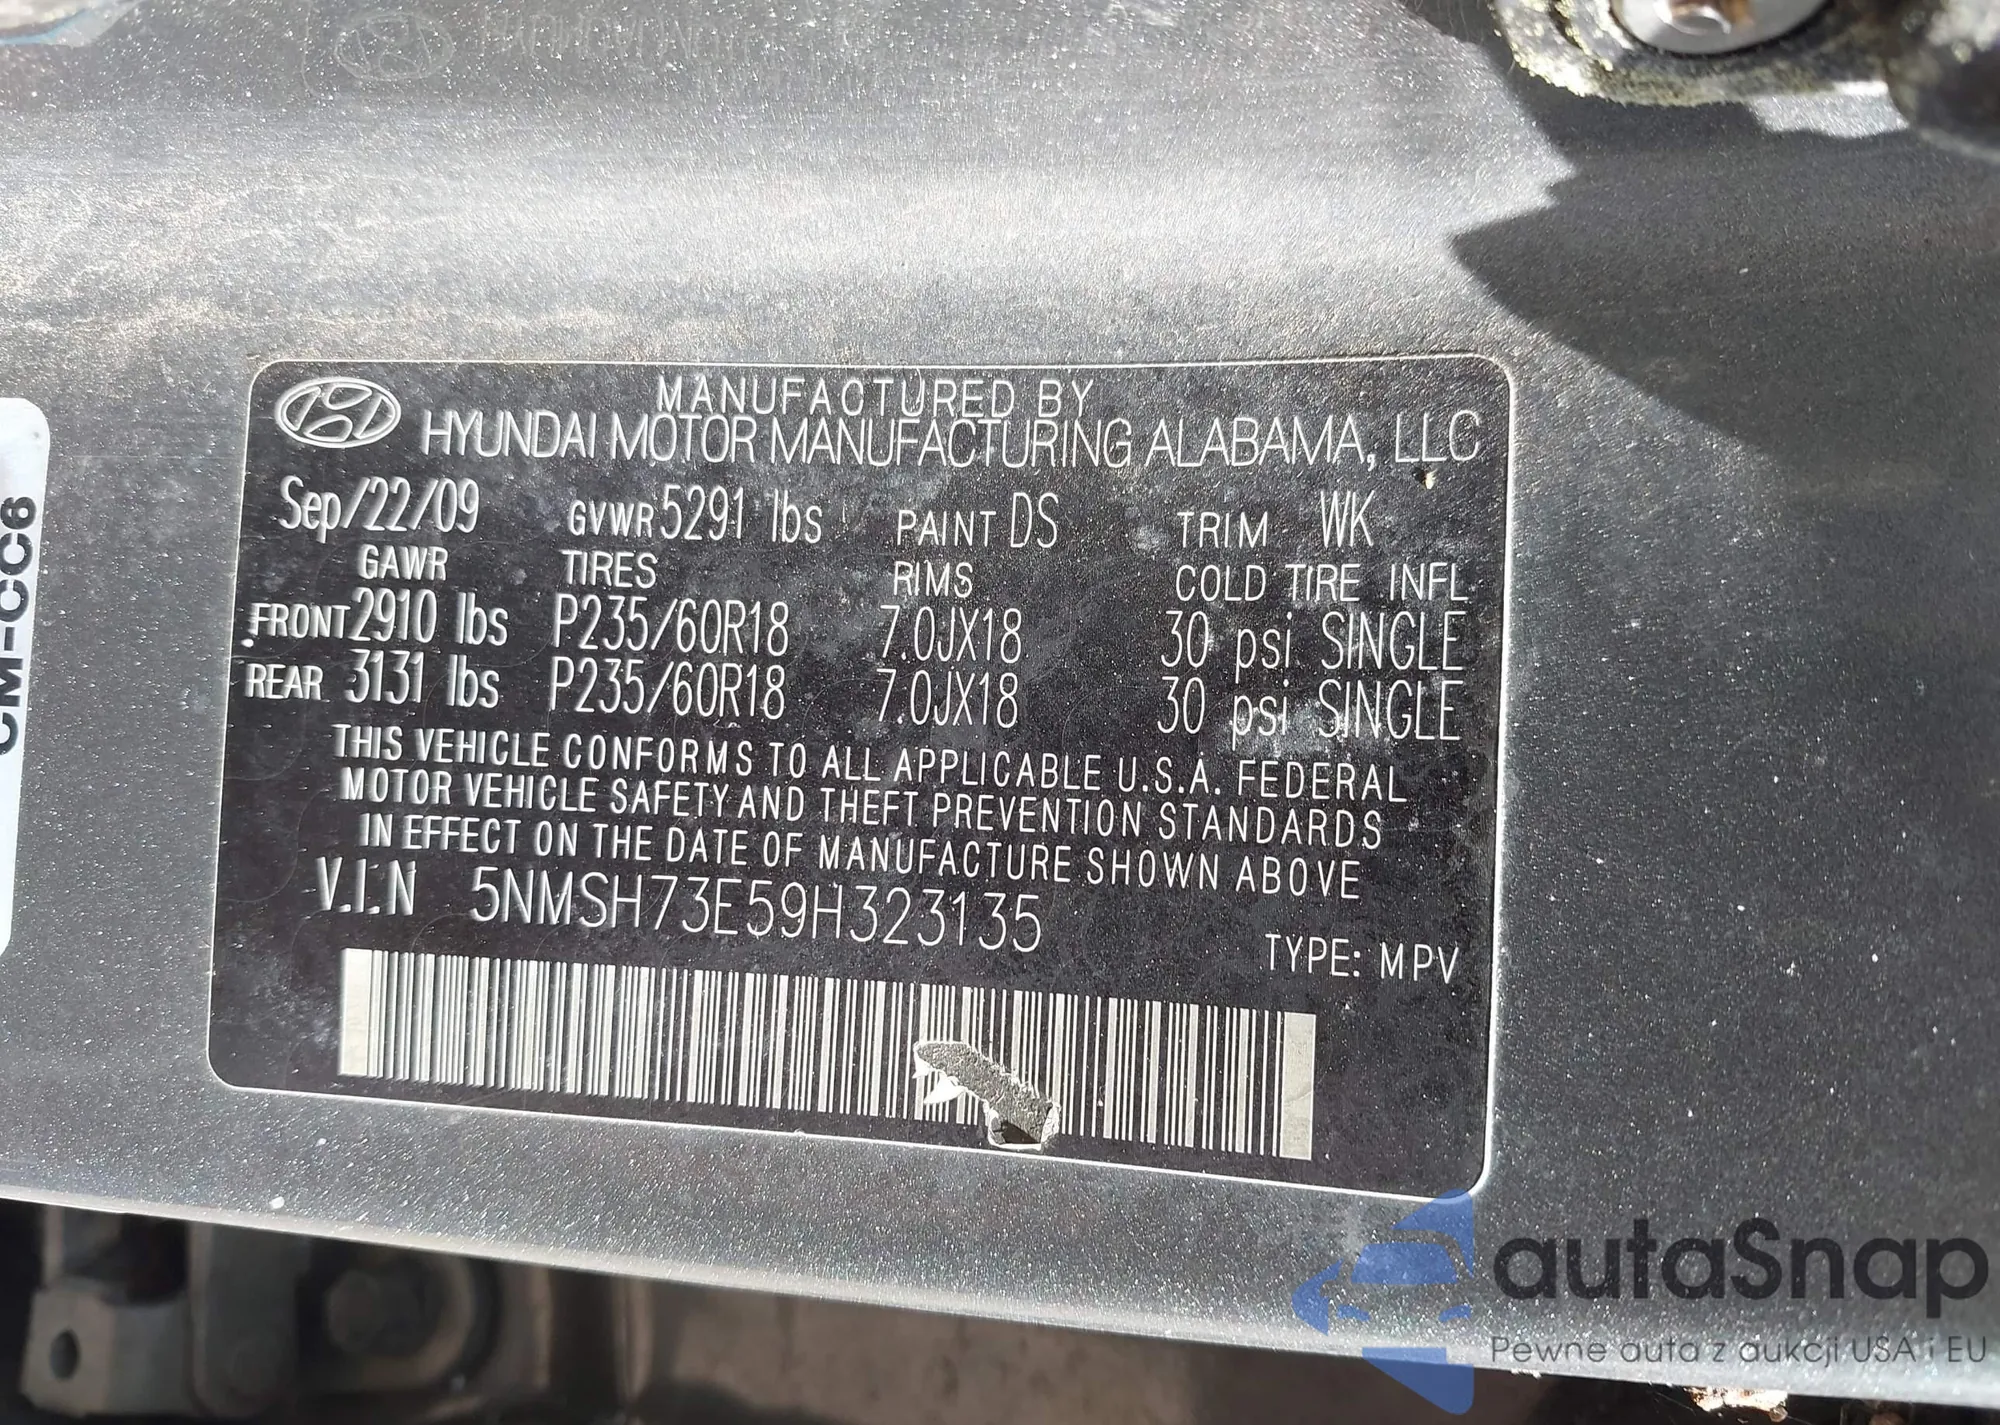 MANUFACTURED BY
HYUNDAI MOTOR MANUFACTURING ALABAMA, LLC
Sep/22/09 GVWR 5291 lbs PAINT DS TRIM WK
GAWR TIRES RIMS COLD TIRE INFL
FRONT 2910 lbs P235/60R18 7.0JX18 30 psi SINGLE
REAR 3131 lbs P235/60R18 7.0JX18 30 psi SINGLE
THIS VEHICLE CONFORMS TO ALL APPLICABLE U.S.A. FEDERAL
MOTOR VEHICLE SAFETY AND THEFT PREVENTION STANDARDS
IN EFFECT ON THE DATE OF MANUFACTURE SHOWN ABOVE
V.I.N 5NMSH73E59H323135
TYPE: MPV
CM-CC6
autaSnap
Pewne auta z aukcji USA i EU